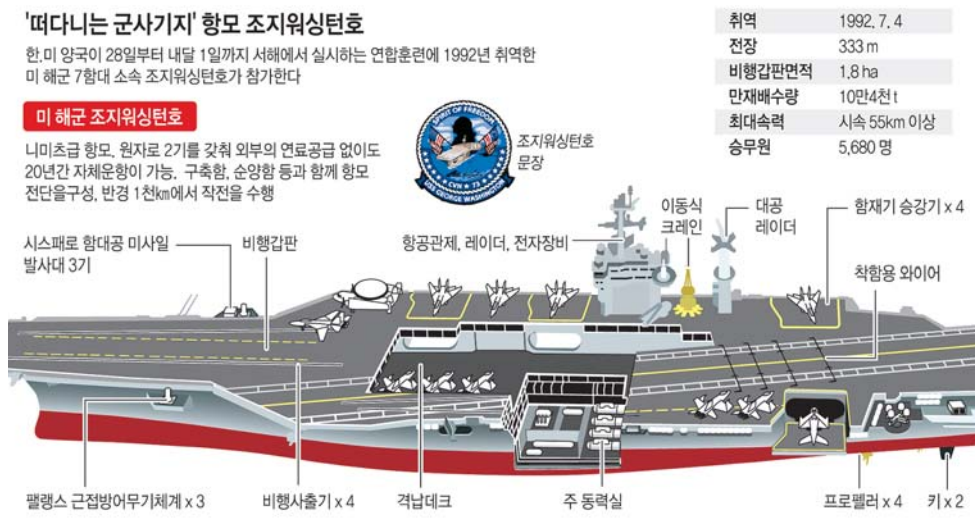 '떠다니는 군사기지' 항모 조지워싱턴호
한.미 양국이 28일부터 내달 1일까지 서해에서 실시하는 연합훈련에 1992년 취역한
미 해군 7함대 소속 조지워싱턴호가 참가한다
취역 1992. 7. 4
전장 333 m
비행갑판면적 1.8 ha
만재배수량 10만4천 t
최대속력 시속 55km 이상
승무원 5,680 명
미 해군 조지워싱턴호
니미츠급 항모. 원자로 2기를 갖춰 외부의 연료공급 없이도
20년간 자체운항이 가능. 구축함, 순양함 등과 함께 항모
전단을구성, 반경 1천㎞에서 작전을 수행
SPIRIT OF FREEDOM
CVN 73
USS GEORGE WASHINGTON
조지워싱턴호
문장
시스패로 함대공 미사일
발사대 3기
비행갑판
항공관제, 레이더, 전자장비
이동식
크레인
대공
레이더
함재기 승강기 x 4
착함용 와이어
팰랭스 근접방어무기체계 x 3
비행사출기 x 4
격납데크
주 동력실
프로펠러 x 4
키 x 2